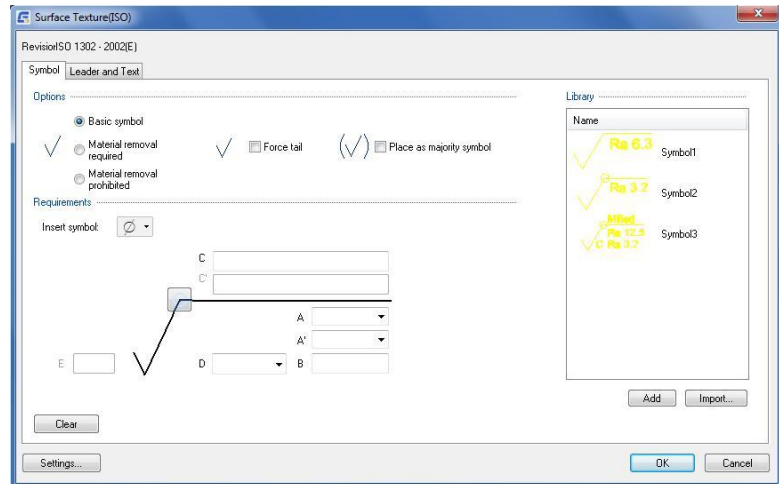 Surface Texture(ISO)
RevisiorISO 1302 - 2002(E)
Symbol
Leader and Text
Options
Basic symbol
Material removal
required
Material removal
prohibited
Force tail
Place as majority symbol
Requirements
Insert symbol:
C
C'
A
A'
E
D
B
Clear
Library
Name
Ra 6.3
Symbol1
Ra 3.2
Symbol2
Milled
Ra 12.5
C Ra 3.2
Symbol3
Add
Import...
Settings...
OK
Cancel